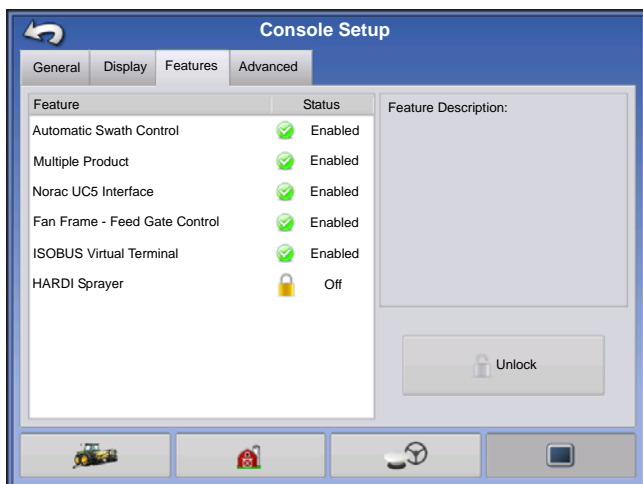 Console Setup
General Display Features Advanced
Feature Status
Automatic Swath Control Enabled
Multiple Product Enabled
Norac UC5 Interface Enabled
Fan Frame - Feed Gate Control Enabled
ISOBUS Virtual Terminal Enabled
HARDI Sprayer Off
Feature Description:
Unlock